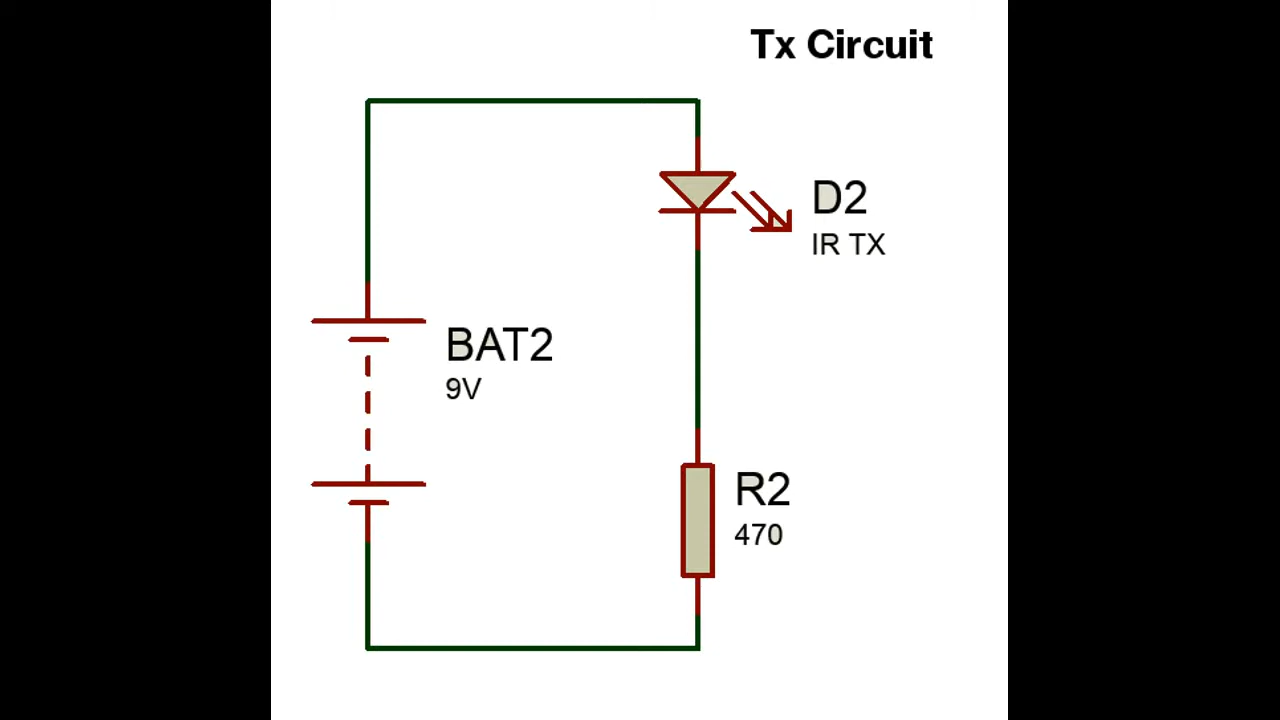 Tx Circuit
D2
IR TX
BAT2
9V
R2
470